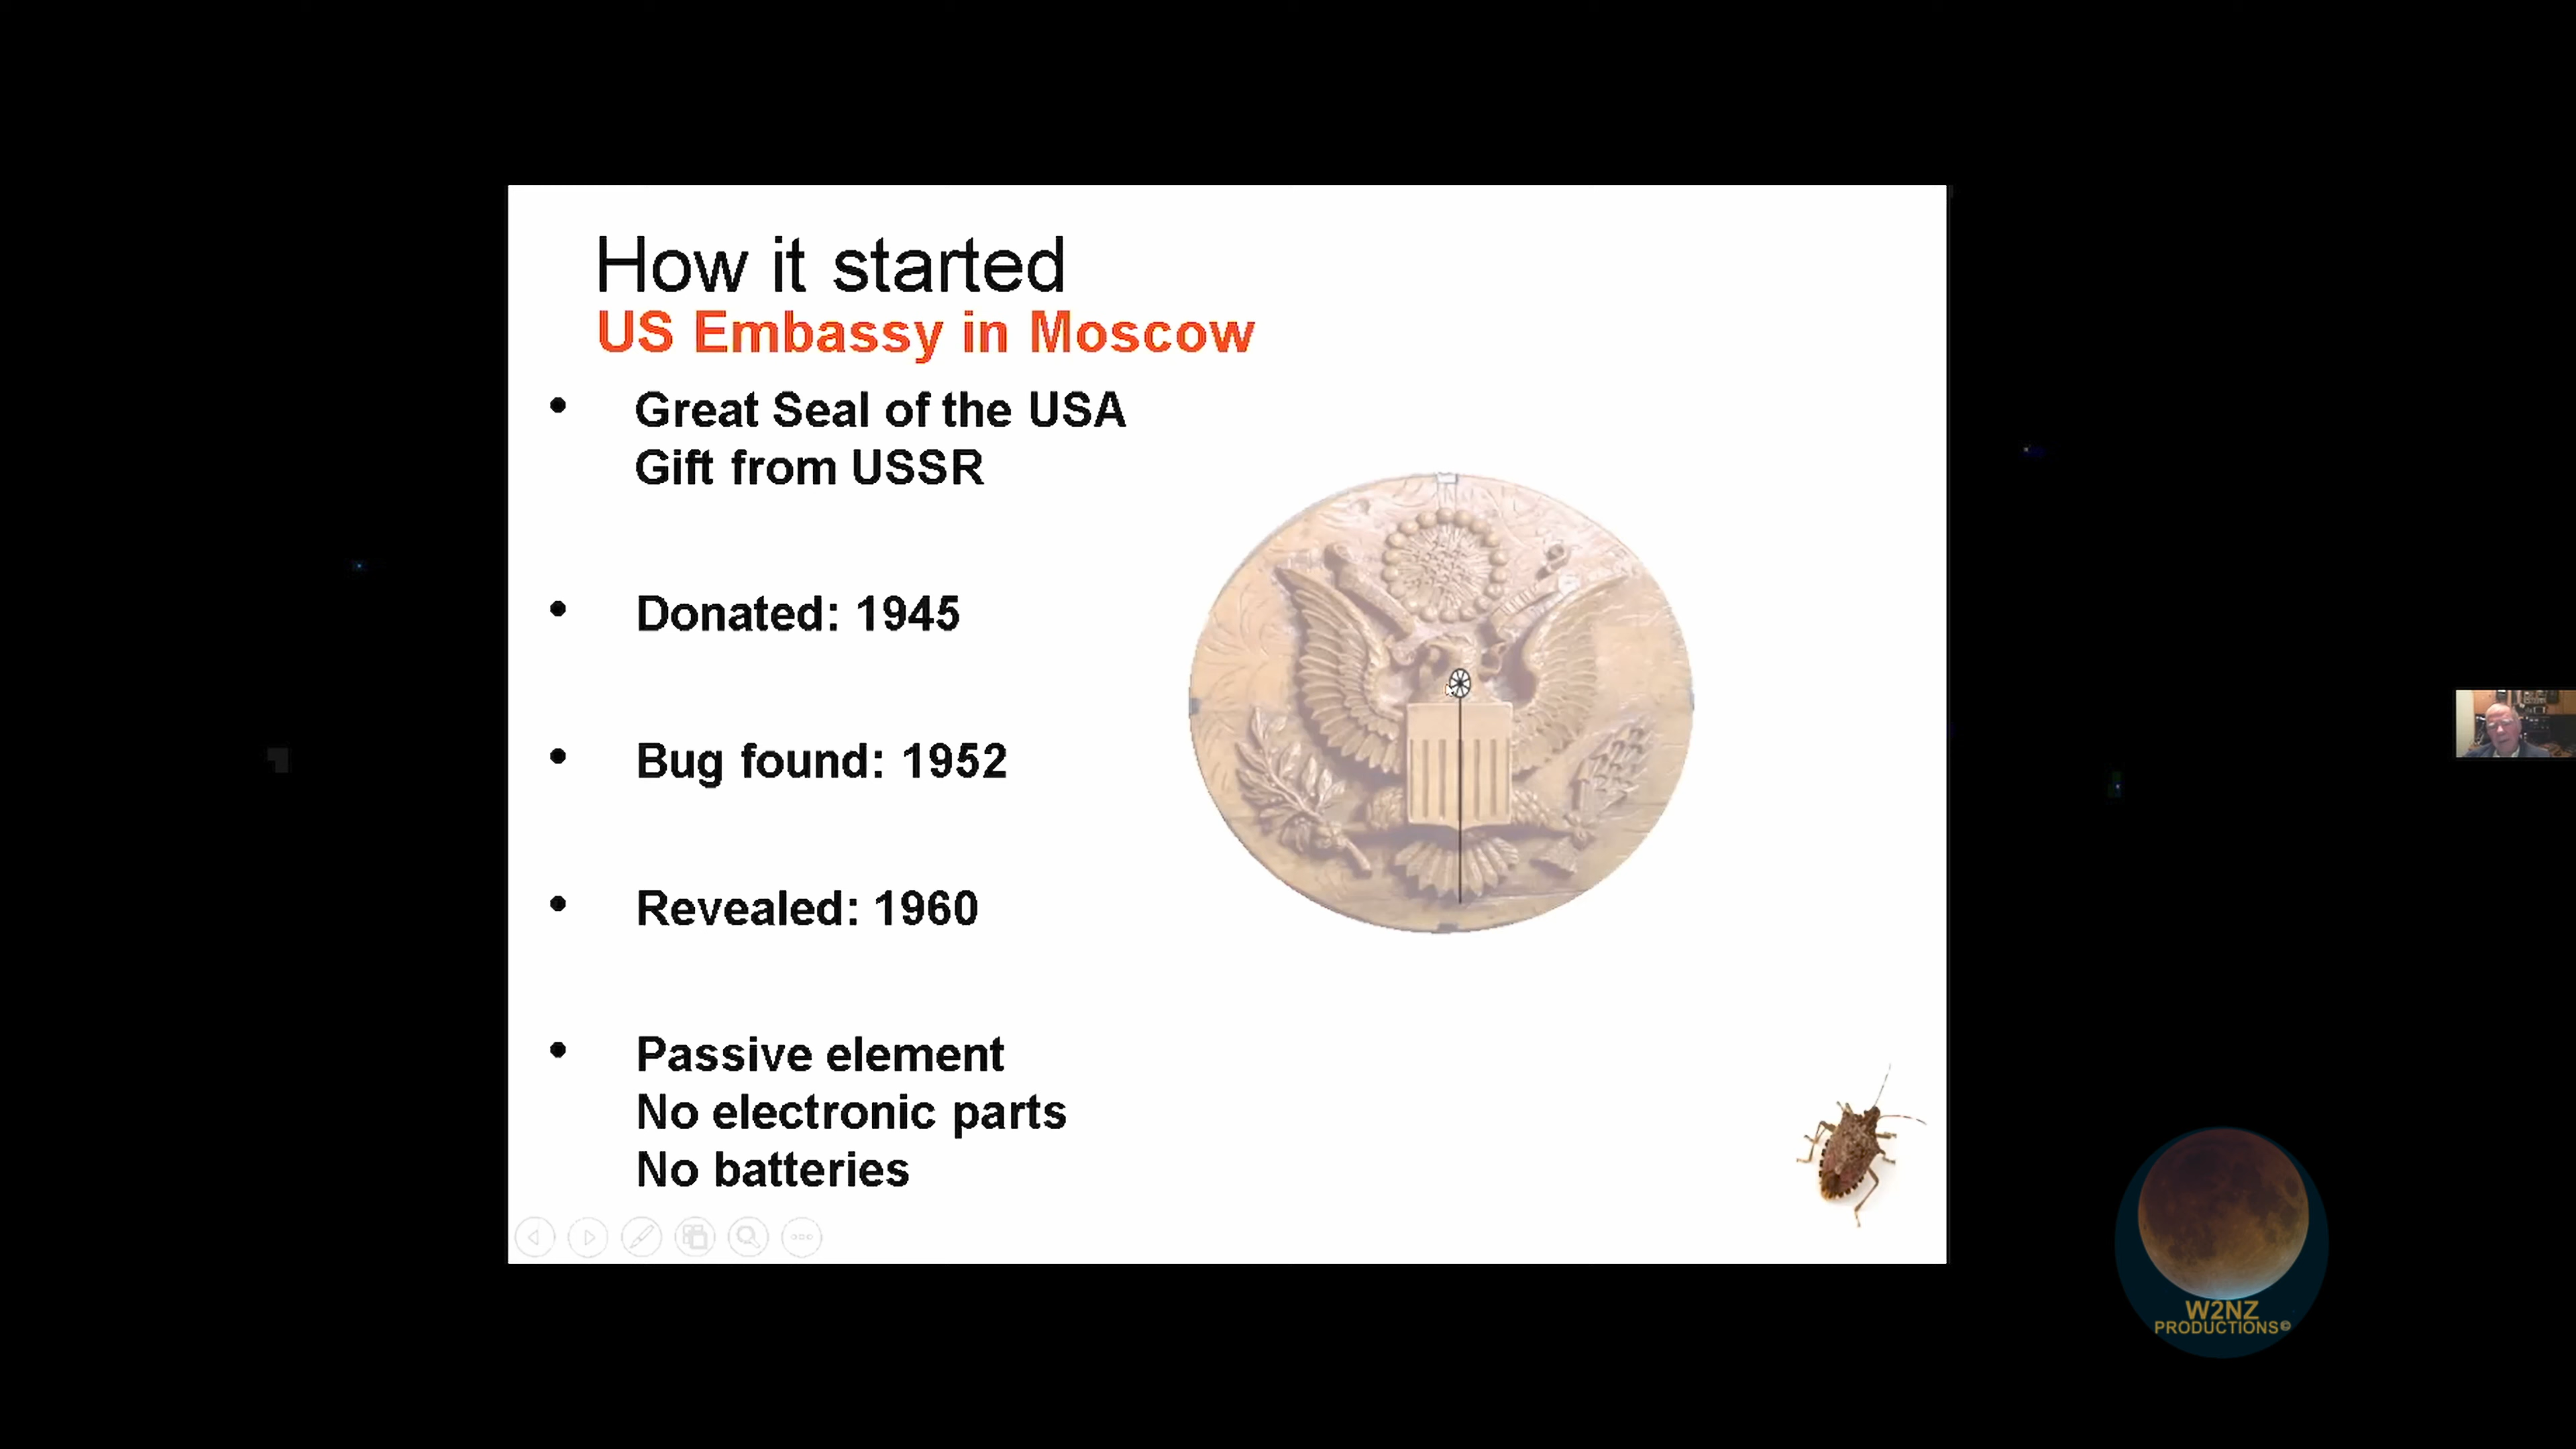 How it started
US Embassy in Moscow
• Great Seal of the USA
Gift from USSR
• Donated: 1945
• Bug found: 1952
• Revealed: 1960
• Passive element
No electronic parts
No batteries
W2NZ
PRODUCTIONS©